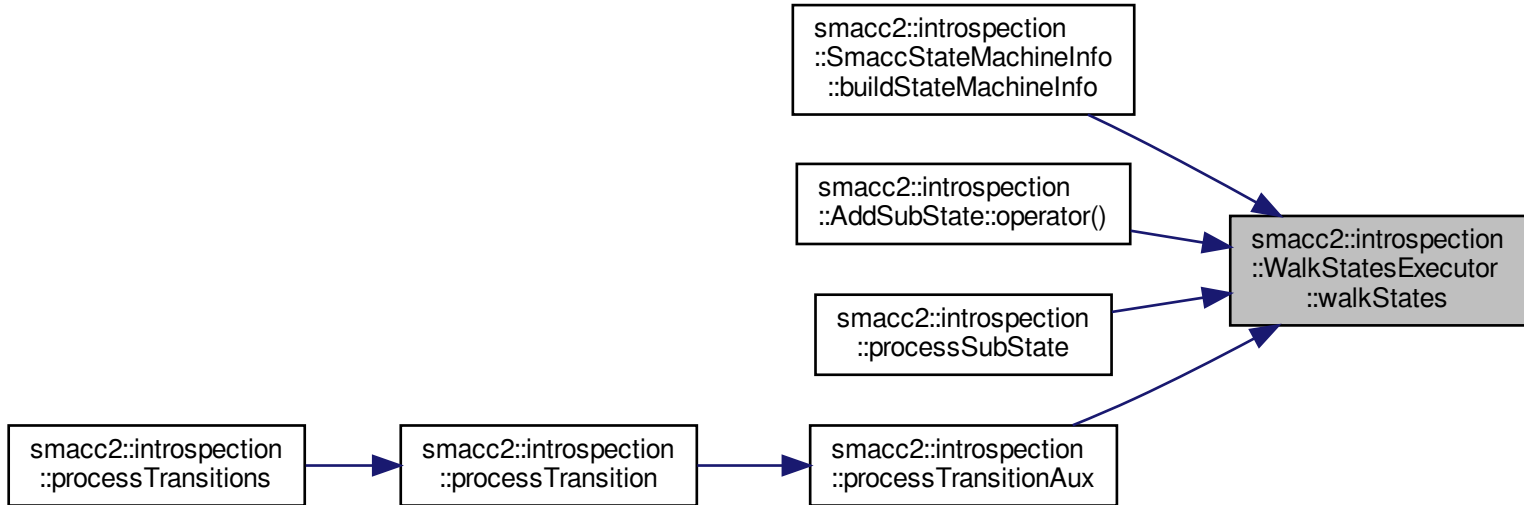 smacc2::introspection
::SmaccStateMachineInfo
::buildStateMachineInfo
smacc2::introspection
::AddSubState::operator()
smacc2::introspection
::WalkStatesExecutor
::walkStates
smacc2::introspection
::processSubState
smacc2::introspection
::processTransitions
smacc2::introspection
::processTransition
smacc2::introspection
::processTransitionAux